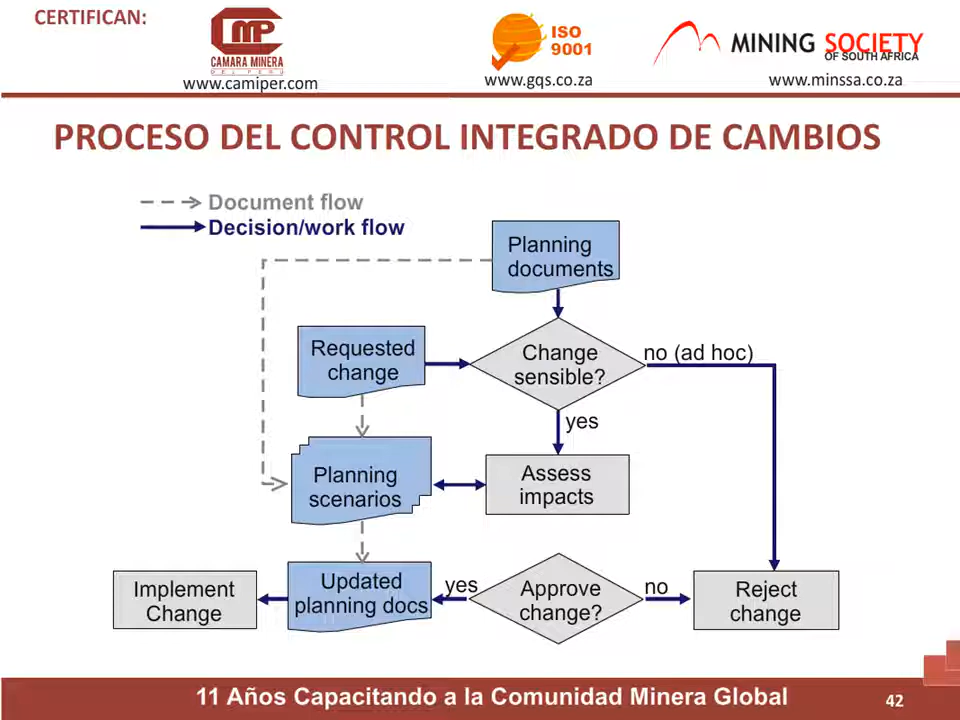 CERTIFICAN:
CMP
CAMARA MINERA
DEL PERU
www.camiper.com
ISO
9001
www.gqs.co.za
MINING SOCIETY
OF SOUTH AFRICA
www.minssa.co.za
PROCESO DEL CONTROL INTEGRADO DE CAMBIOS
Document flow
Decision/work flow
Planning
documents
Requested
change
Change
sensible?
no (ad hoc)
yes
Planning
scenarios
Assess
impacts
Implement
Change
Updated
planning docs
yes
Approve
change?
no
Reject
change
11 Años Capacitando a la Comunidad Minera Global
42